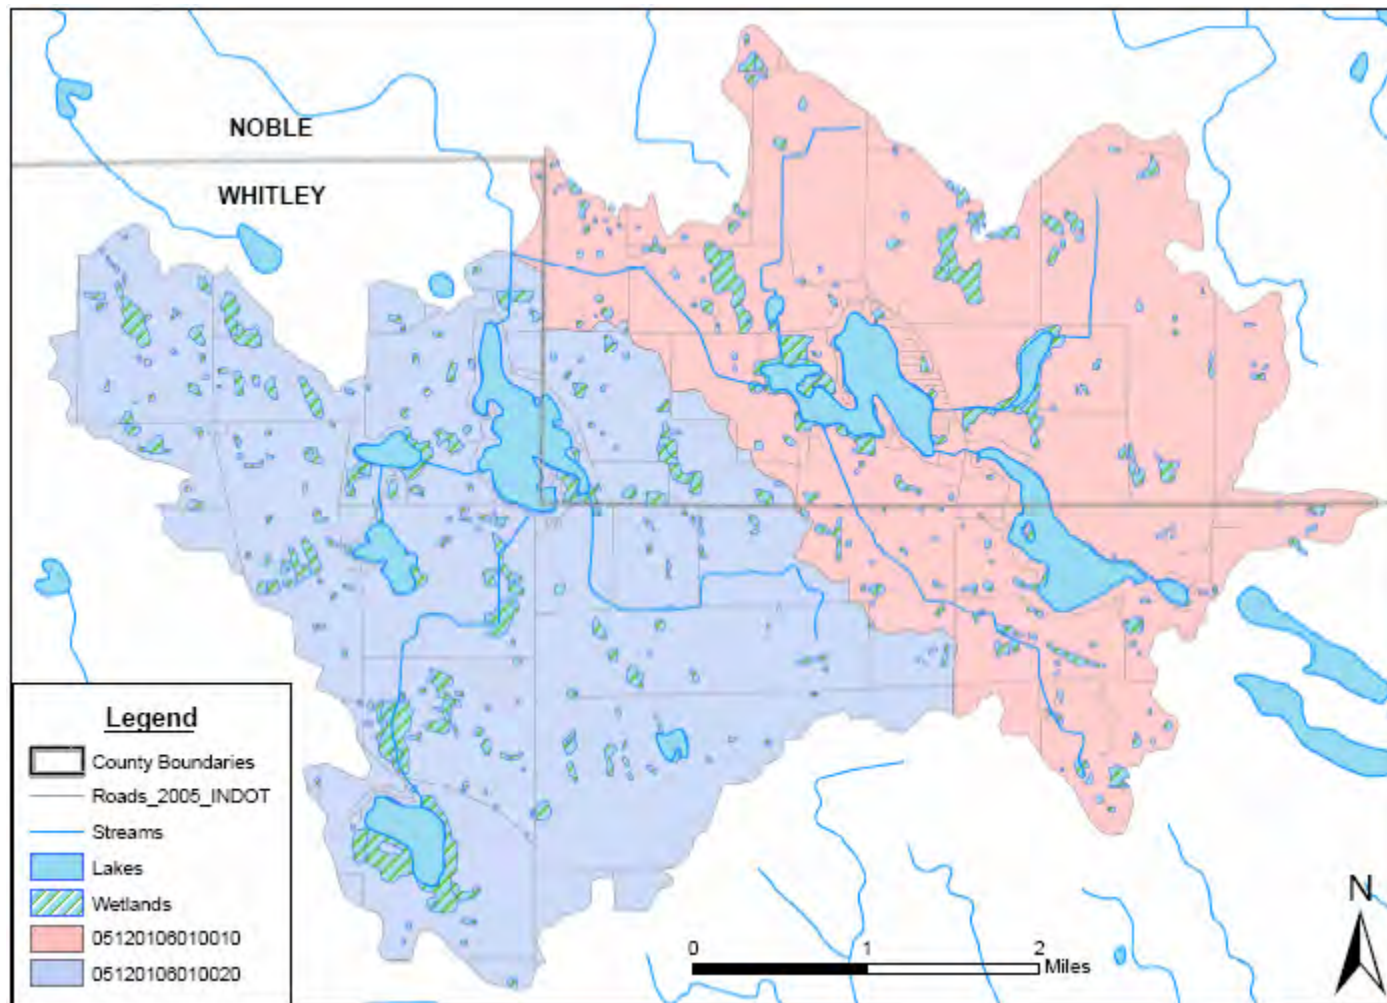 NOBLE
WHITLEY
Legend
County Boundaries
Roads_2005_INDOT
Streams
Lakes
Wetlands
05120106010010
05120106010020
0 1 2
Miles
N